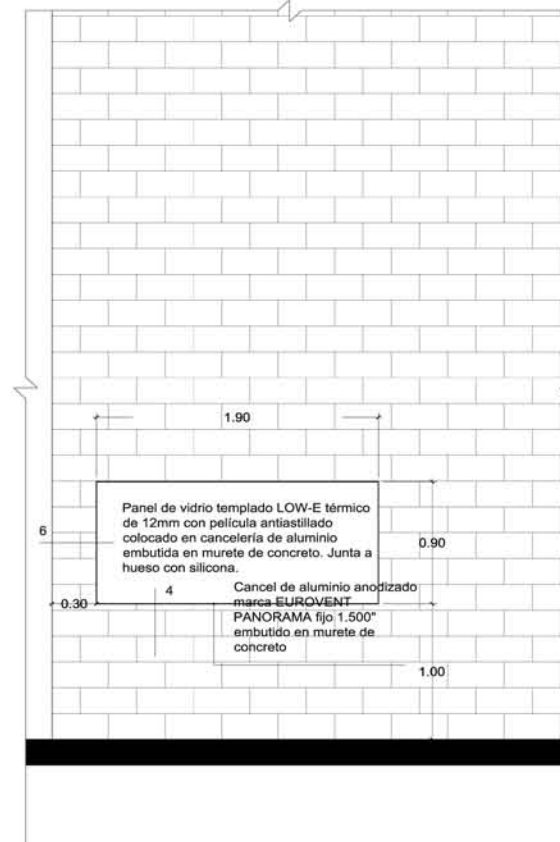 1.90
Panel de vidrio templado LOW-E térmico
de 12mm con película antiastillado
colocado en cancelería de aluminio
embutida en murete de concreto. Junta a
hueso con silicona.
6
0.90
0.30
4
Cancel de aluminio anodizado
marca EUROVENT
PANORAMA fijo 1.500"
embutido en murete de
concreto
1.00